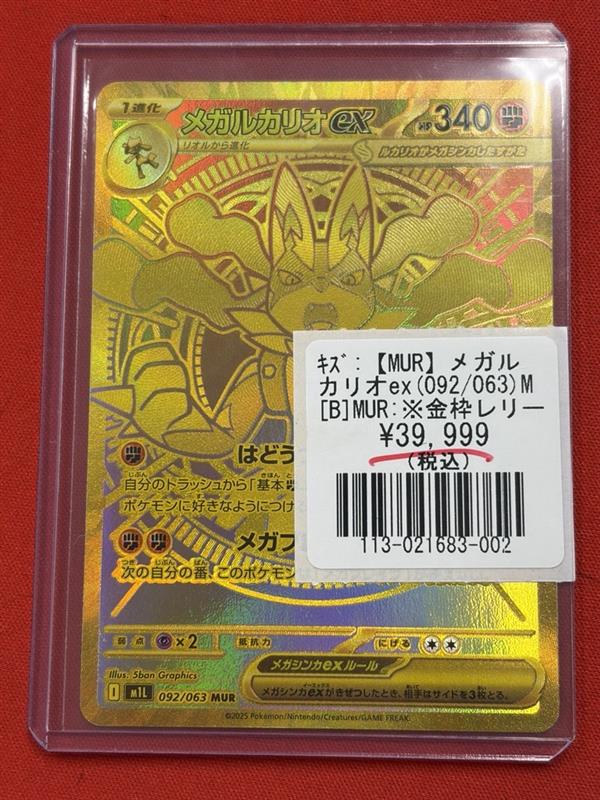 1進化
メガルカリオex
HP 340
リオルから進化
ルカリオがメガシンカしたすがた
ｷｽﾞ:【MUR】メガル
カリオex(092/063)M
[B]MUR:※金枠レリー
¥39,999
(税込)
113-021683-002
はどう
自分のトラッシュから「基本
ポケモンに好きなようにつけ
メガブ
次の自分の番、このポケモン
弱点 ×2 抵抗力 にげる
メガシンカexルール
メガシンカexがきぜつしたとき、相手はサイドを3枚とる。
Illus. 5ban Graphics
M1L 092/063 MUR
©2025 Pokémon/Nintendo/Creatures/GAME FREAK.